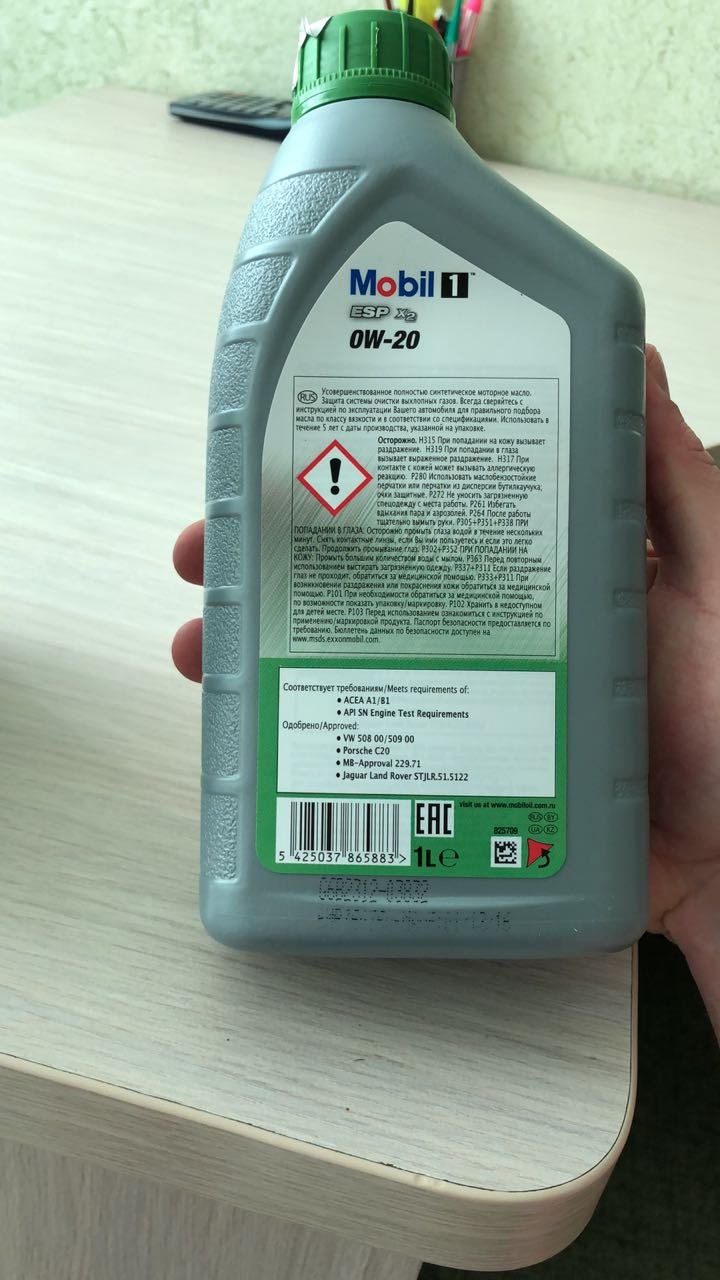 Mobil 1™
ESP x2
0W-20
RUS Усовершенствованное полностью синтетическое моторное масло.
Защита системы очистки выхлопных газов. Всегда сверяйтесь с
инструкцией по эксплуатации Вашего автомобиля для правильного подбора
масла по классу вязкости и в соответствии со спецификациями. Использовать в
течение 5 лет с даты производства, указанной на упаковке.
Осторожно. H315 При попадании на кожу вызывает
раздражение. H319 При попадании в глаза
вызывает выраженное раздражение. H317 При
контакте с кожей может вызывать аллергическую
реакцию. P280 Использовать маслобензостойкие
перчатки или перчатки из дисперсии бутилкаучука;
очки защитные. P272 Не уносить загрязненную
спецодежду с места работы. P261 Избегать
вдыхания пара и аэрозолей. P264 После работы
тщательно вымыть руки. P305+P351+P338 ПРИ
ПОПАДАНИИ В ГЛАЗА: Осторожно промыть глаза водой в течение нескольких
минут. Снять контактные линзы, если Вы ими пользуетесь и если это легко
сделать. Продолжить промывание глаз. P302+P352 ПРИ ПОПАДАНИИ НА
КОЖУ: Промыть большим количеством воды с мылом. P363 Перед повторным
использованием выстирать загрязненную одежду. P337+P311 Если раздражение
глаз не проходит, обратиться за медицинской помощью. P333+P311 При
возникновении раздражения или покраснения кожи обратиться за медицинской
помощью. P101 При необходимости обратиться за медицинской помощью,
по возможности показать упаковку/маркировку. P102 Хранить в недоступном
для детей месте. P103 Перед использованием ознакомиться с инструкцией по
применению/маркировкой продукта. Паспорт безопасности предоставляется по
требованию. Бюллетень данных по безопасности доступен на
www.msds.exxonmobil.com.
Соответствует требованиям/Meets requirements of:
• ACEA A1/B1
• API SN Engine Test Requirements
Одобрено/Approved:
• VW 508 00/509 00
• Porsche C20
• MB-Approval 229.71
• Jaguar Land Rover STJLR.51.5122
visit us at www.mobiloil.com.ru
EAC
RUS BY
UA KZ
825709
5 425037 865883 >
1L e